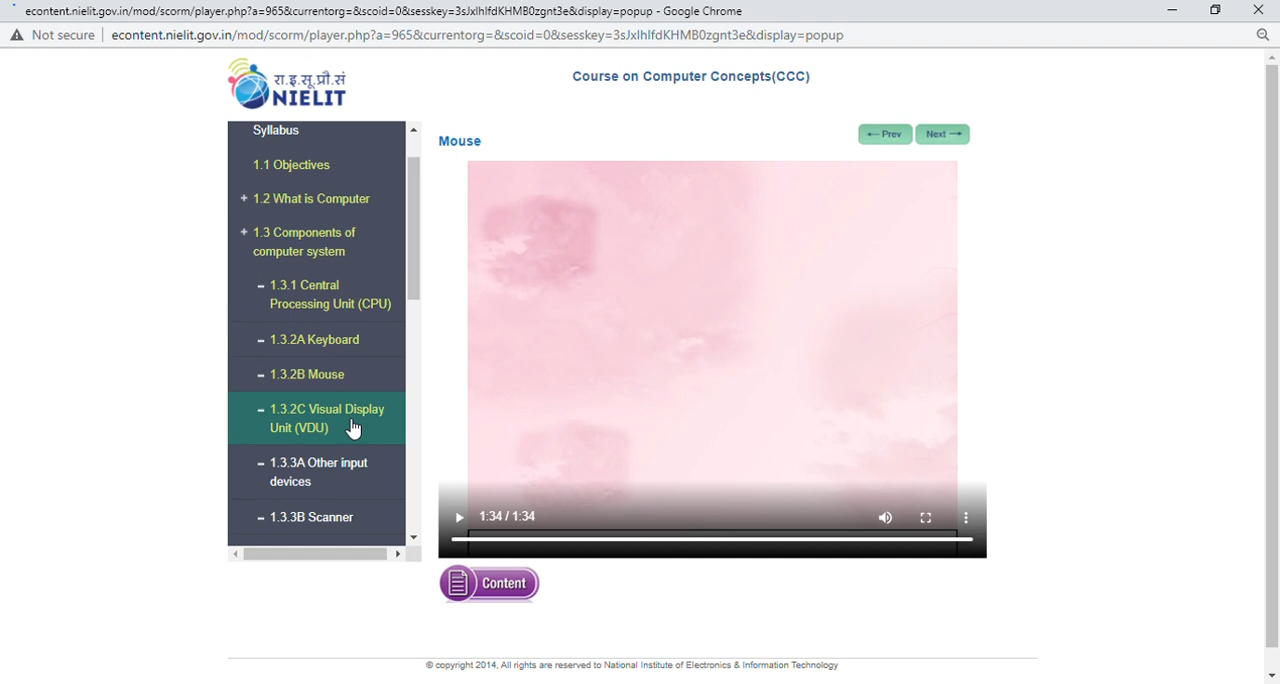 econtent.nielit.gov.in/mod/scorm/player.php?a=965&currentorg=&scoid=0&sesskey=3sJxlhIfdKHMB0zgnt3e&display=popup - Google Chrome
Not secure | econtent.nielit.gov.in/mod/scorm/player.php?a=965&currentorg=&scoid=0&sesskey=3sJxlhIfdKHMB0zgnt3e&display=popup
रा.इ.सू.प्रौ.सं
NIELIT
Course on Computer Concepts(CCC)
Syllabus
1.1 Objectives
+ 1.2 What is Computer
+ 1.3 Components of
computer system
- 1.3.1 Central
Processing Unit (CPU)
- 1.3.2A Keyboard
- 1.3.2B Mouse
- 1.3.2C Visual Display
Unit (VDU)
- 1.3.3A Other input
devices
- 1.3.3B Scanner
Mouse
← Prev
Next →
1:34 / 1:34
Content
© copyright 2014, All rights are reserved to National Institute of Electronics & Information Technology